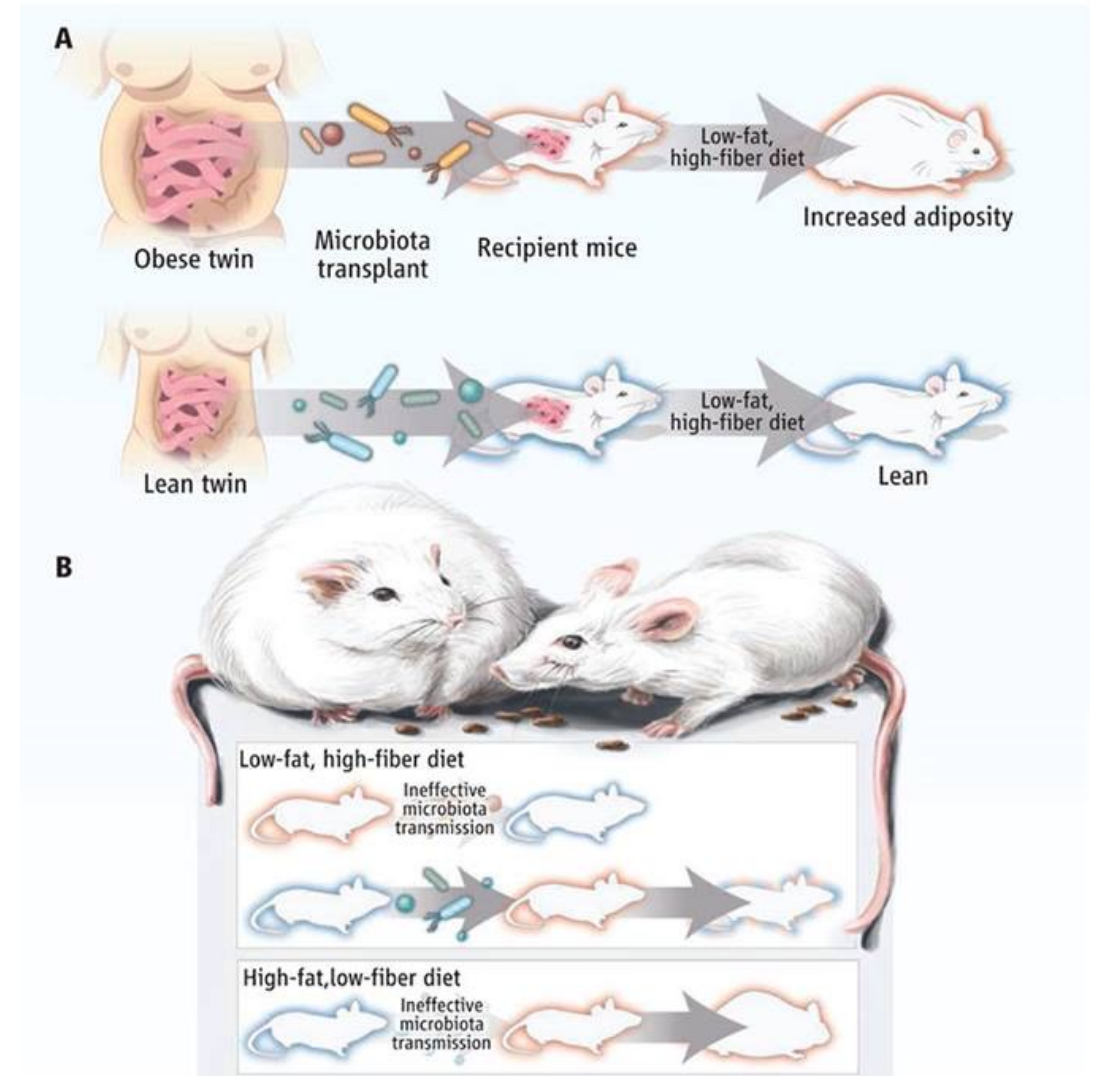 A
Low-fat,
high-fiber diet
Increased adiposity
Obese twin
Microbiota
transplant
Recipient mice
Low-fat,
high-fiber diet
Lean twin
Lean
B
Low-fat, high-fiber diet
Ineffective
microbiota
transmission
High-fat,low-fiber diet
Ineffective
microbiota
transmission